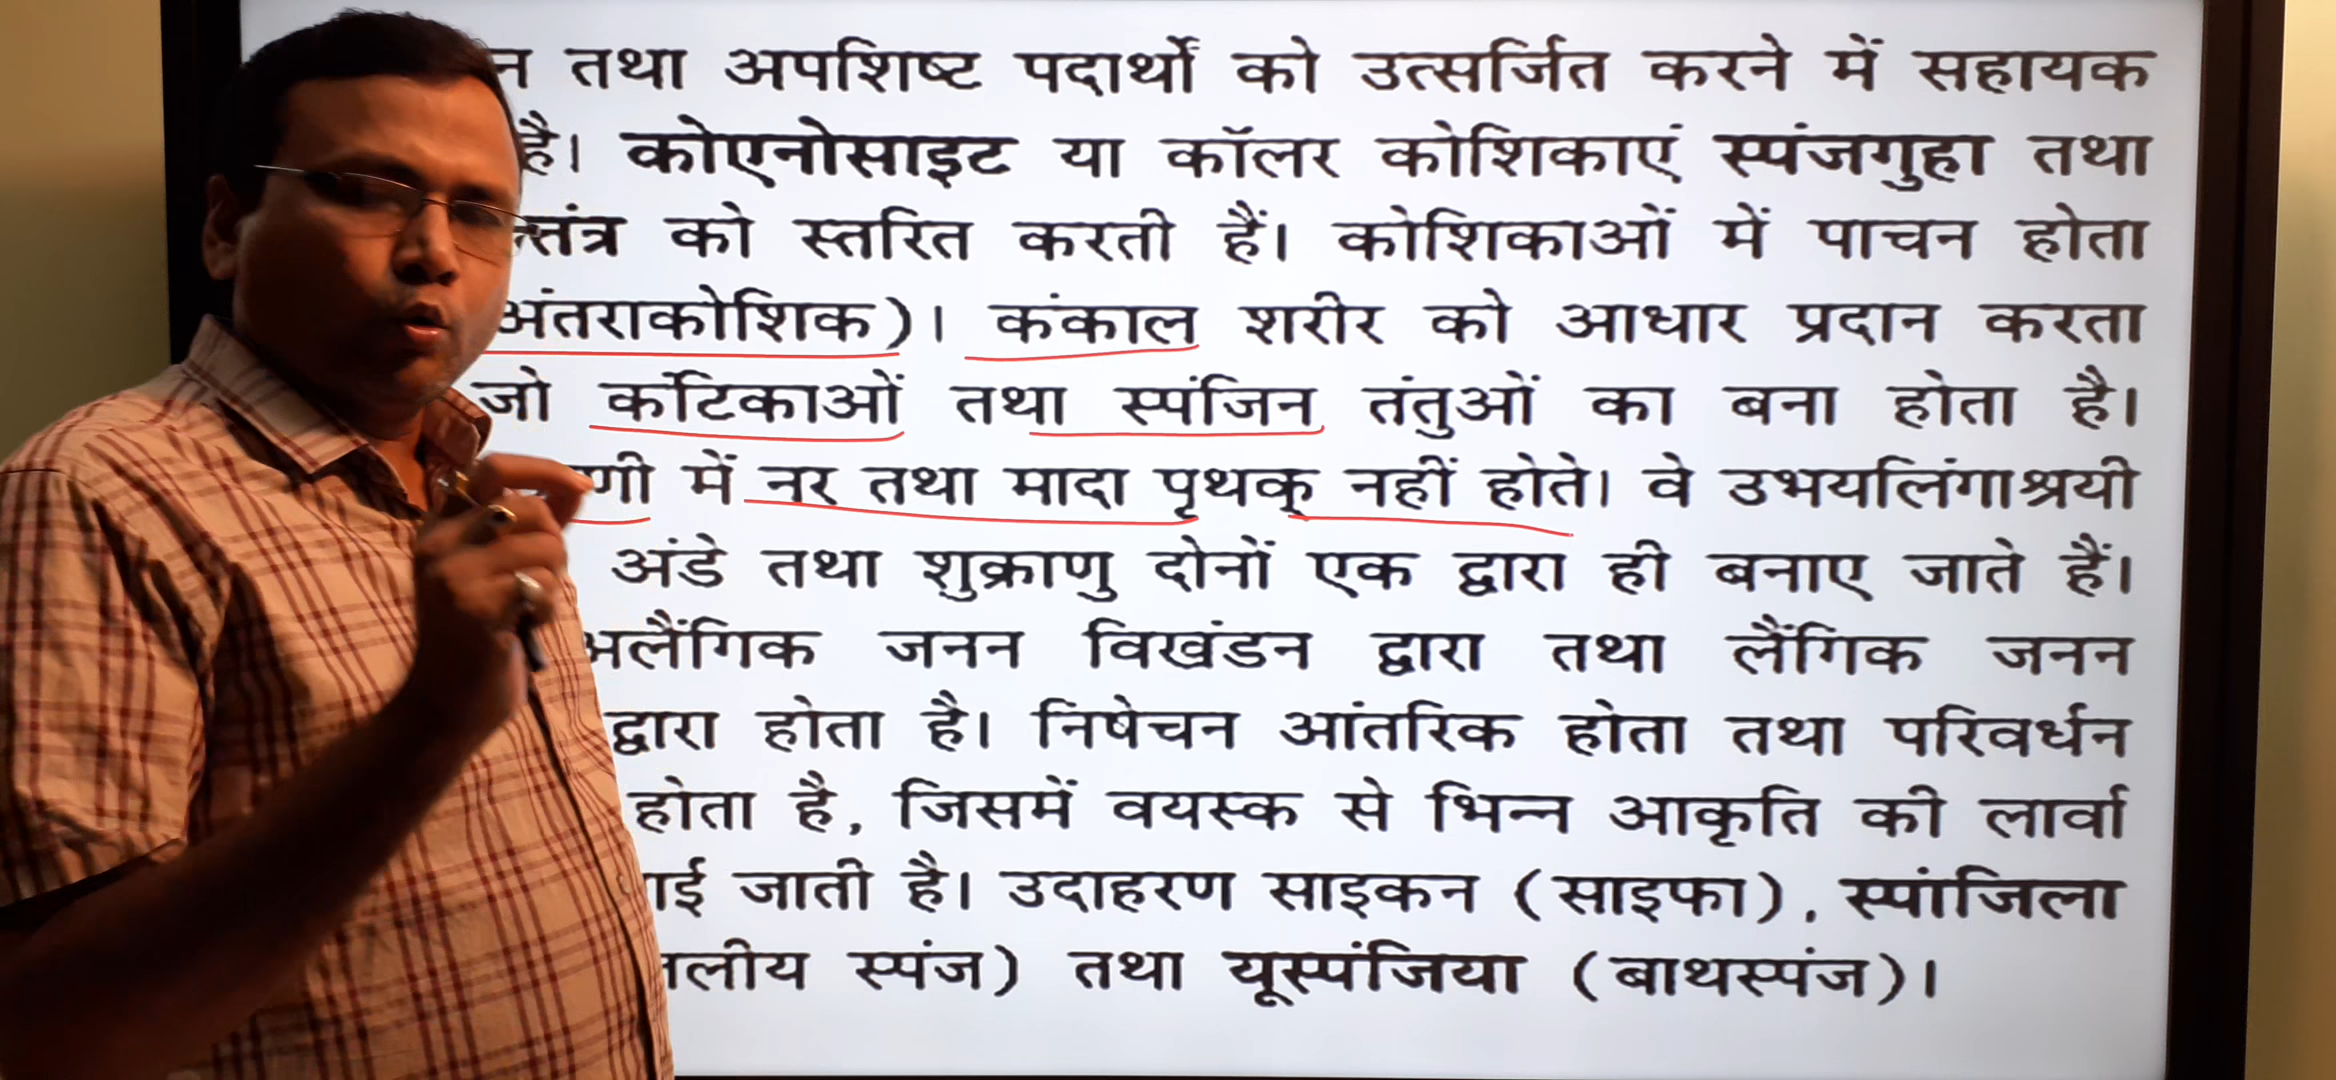 तथा अपशिष्ट पदार्थों को उत्सर्जित करने में सहायक
है। कोएनोसाइट या कॉलर कोशिकाएं स्पंजगुहा तथा
को स्तरित करती हैं। कोशिकाओं में पाचन होता
अंतराकोशिक)। कंकाल शरीर को आधार प्रदान करता
जो कंटिकाओं तथा स्पंजिन तंतुओं का बना होता है।
में नर तथा मादा पृथक् नहीं होते। वे उभयलिंगाश्रयी
अंडे तथा शुक्राणु दोनों एक द्वारा ही बनाए जाते हैं।
अलैंगिक जनन विखंडन द्वारा तथा लैंगिक जनन
द्वारा होता है। निषेचन आंतरिक होता तथा परिवर्धन
होता है, जिसमें वयस्क से भिन्न आकृति की लार्वा
जाती है। उदाहरण साइकन (साइफा), स्पांजिला
स्पंज) तथा यूस्पंजिया (बाथस्पंज)।